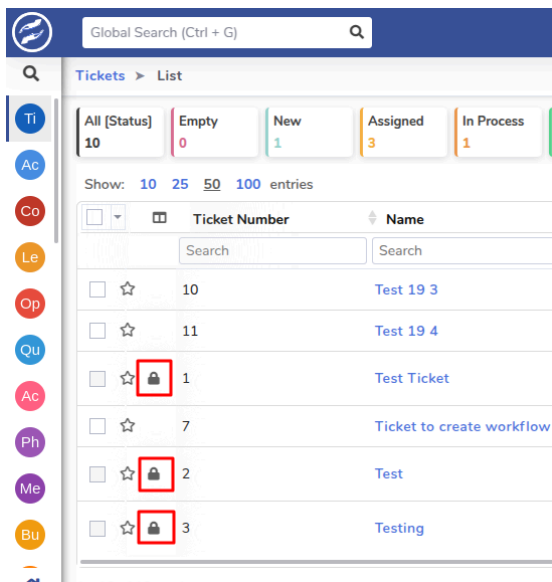 Global Search (Ctrl + G)
Tickets ➤ List
Ti
Ac
Co
Le
Op
Qu
Ac
Ph
Me
Bu
All [Status] Empty New Assigned In Process
10 0 1 3 1
Show: 10 25 50 100 entries
Ticket Number Name
Search Search
10 Test 19 3
11 Test 19 4
1 Test Ticket
7 Ticket to create workflow
2 Test
3 Testing